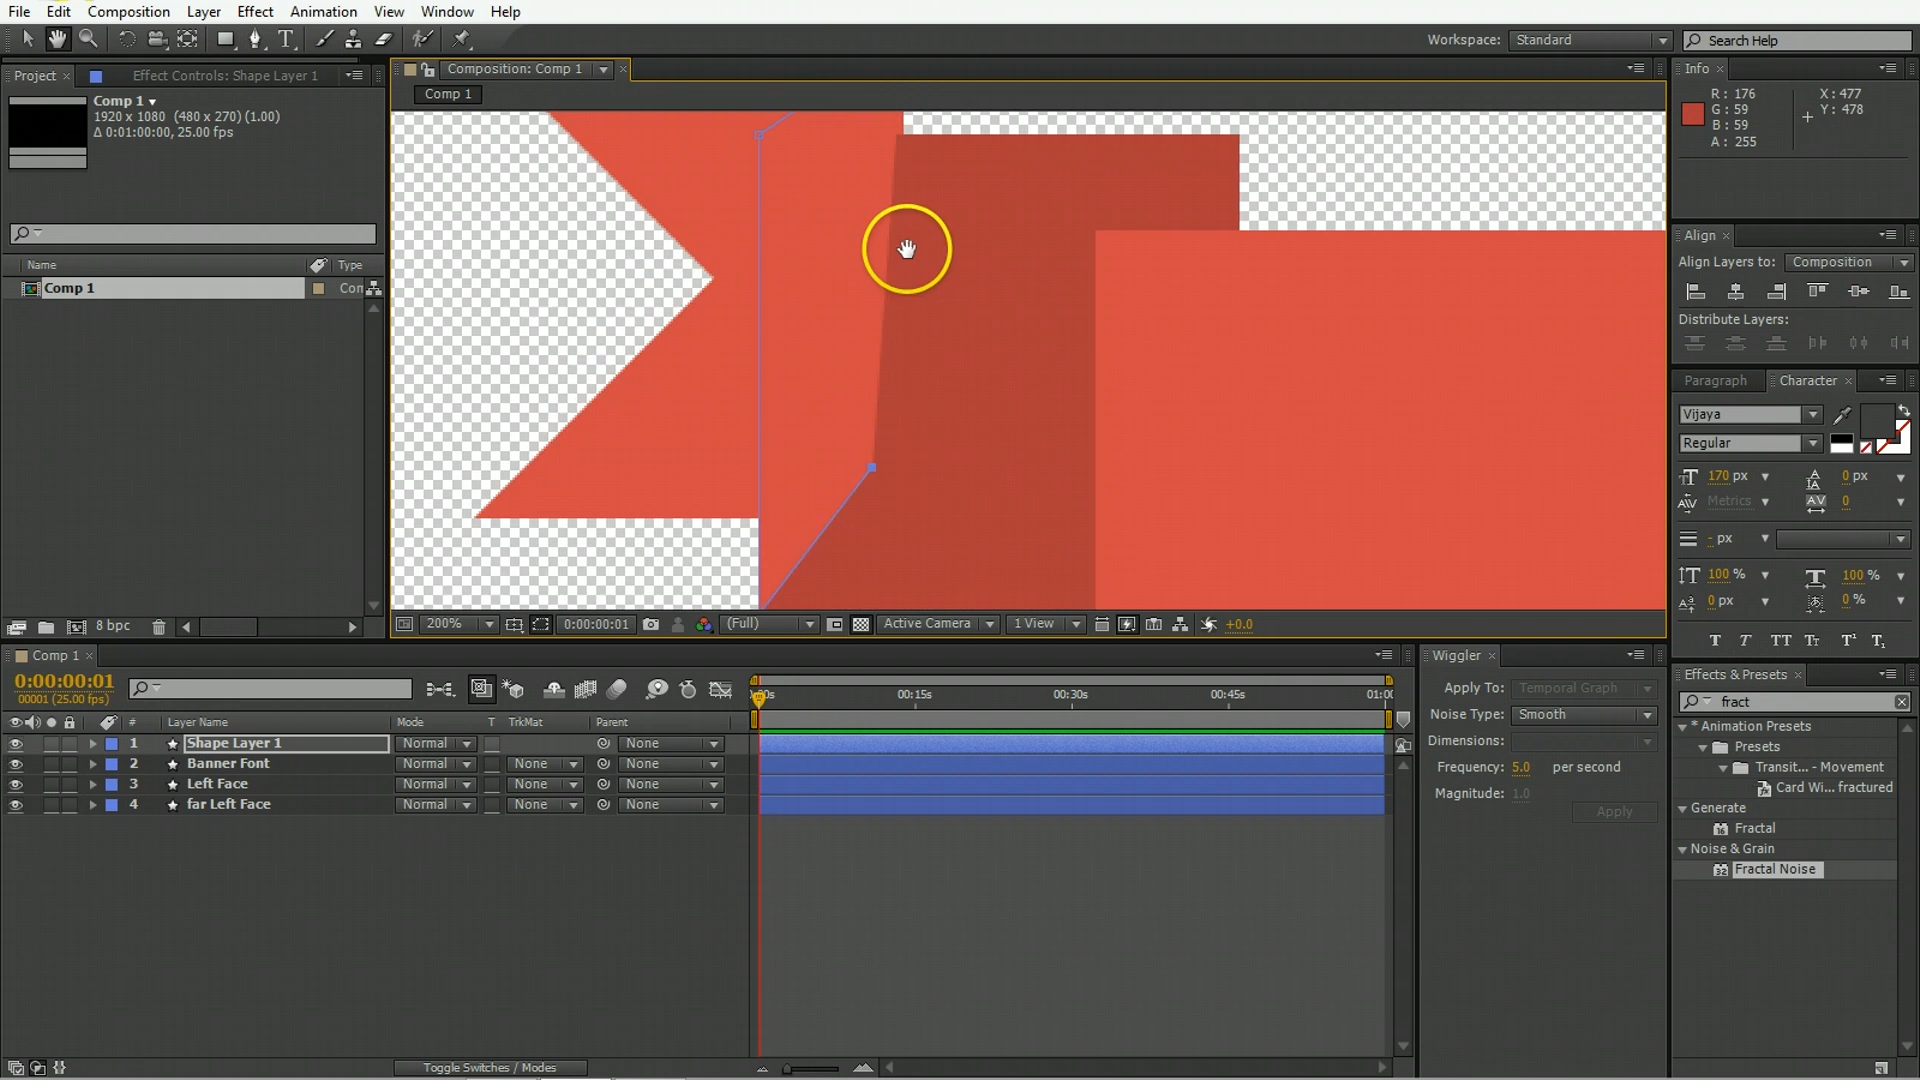 File Edit Composition Layer Effect Animation View Window Help
Workspace: Standard Search Help
Project Effect Controls: Shape Layer 1
Comp 1
1920 x 1080 (480 x 270) (1.00)
Δ 0:01:00:00, 25.00 fps
Name Type
Comp 1 Con
8 bpc
Composition: Comp 1
Comp 1
200% 0:00:00:01 (Full) Active Camera 1 View +0.0
Info
R: 176 X: 477
G: 59 Y: 478
B: 59
A: 255
Align
Align Layers to: Composition
Distribute Layers:
Paragraph Character
Vijaya
Regular
170 px 0 px
Metrics 0
- px
100 % 100 %
0 px 0 %
Comp 1
0:00:00:01
00001 (25.00 fps)
00:15s 00:30s 00:45s 01:00
# Layer Name Mode T TrkMat Parent
1 Shape Layer 1 Normal None
2 Banner Font Normal None None
3 Left Face Normal None None
4 far Left Face Normal None None
Toggle Switches / Modes
Wiggler
Apply To: Temporal Graph
Noise Type: Smooth
Dimensions:
Frequency: 5.0 per second
Magnitude: 1.0
Apply
Effects & Presets
fract
* Animation Presets
Presets
Transit... - Movement
Card Wi... fractured
Generate
Fractal
Noise & Grain
Fractal Noise